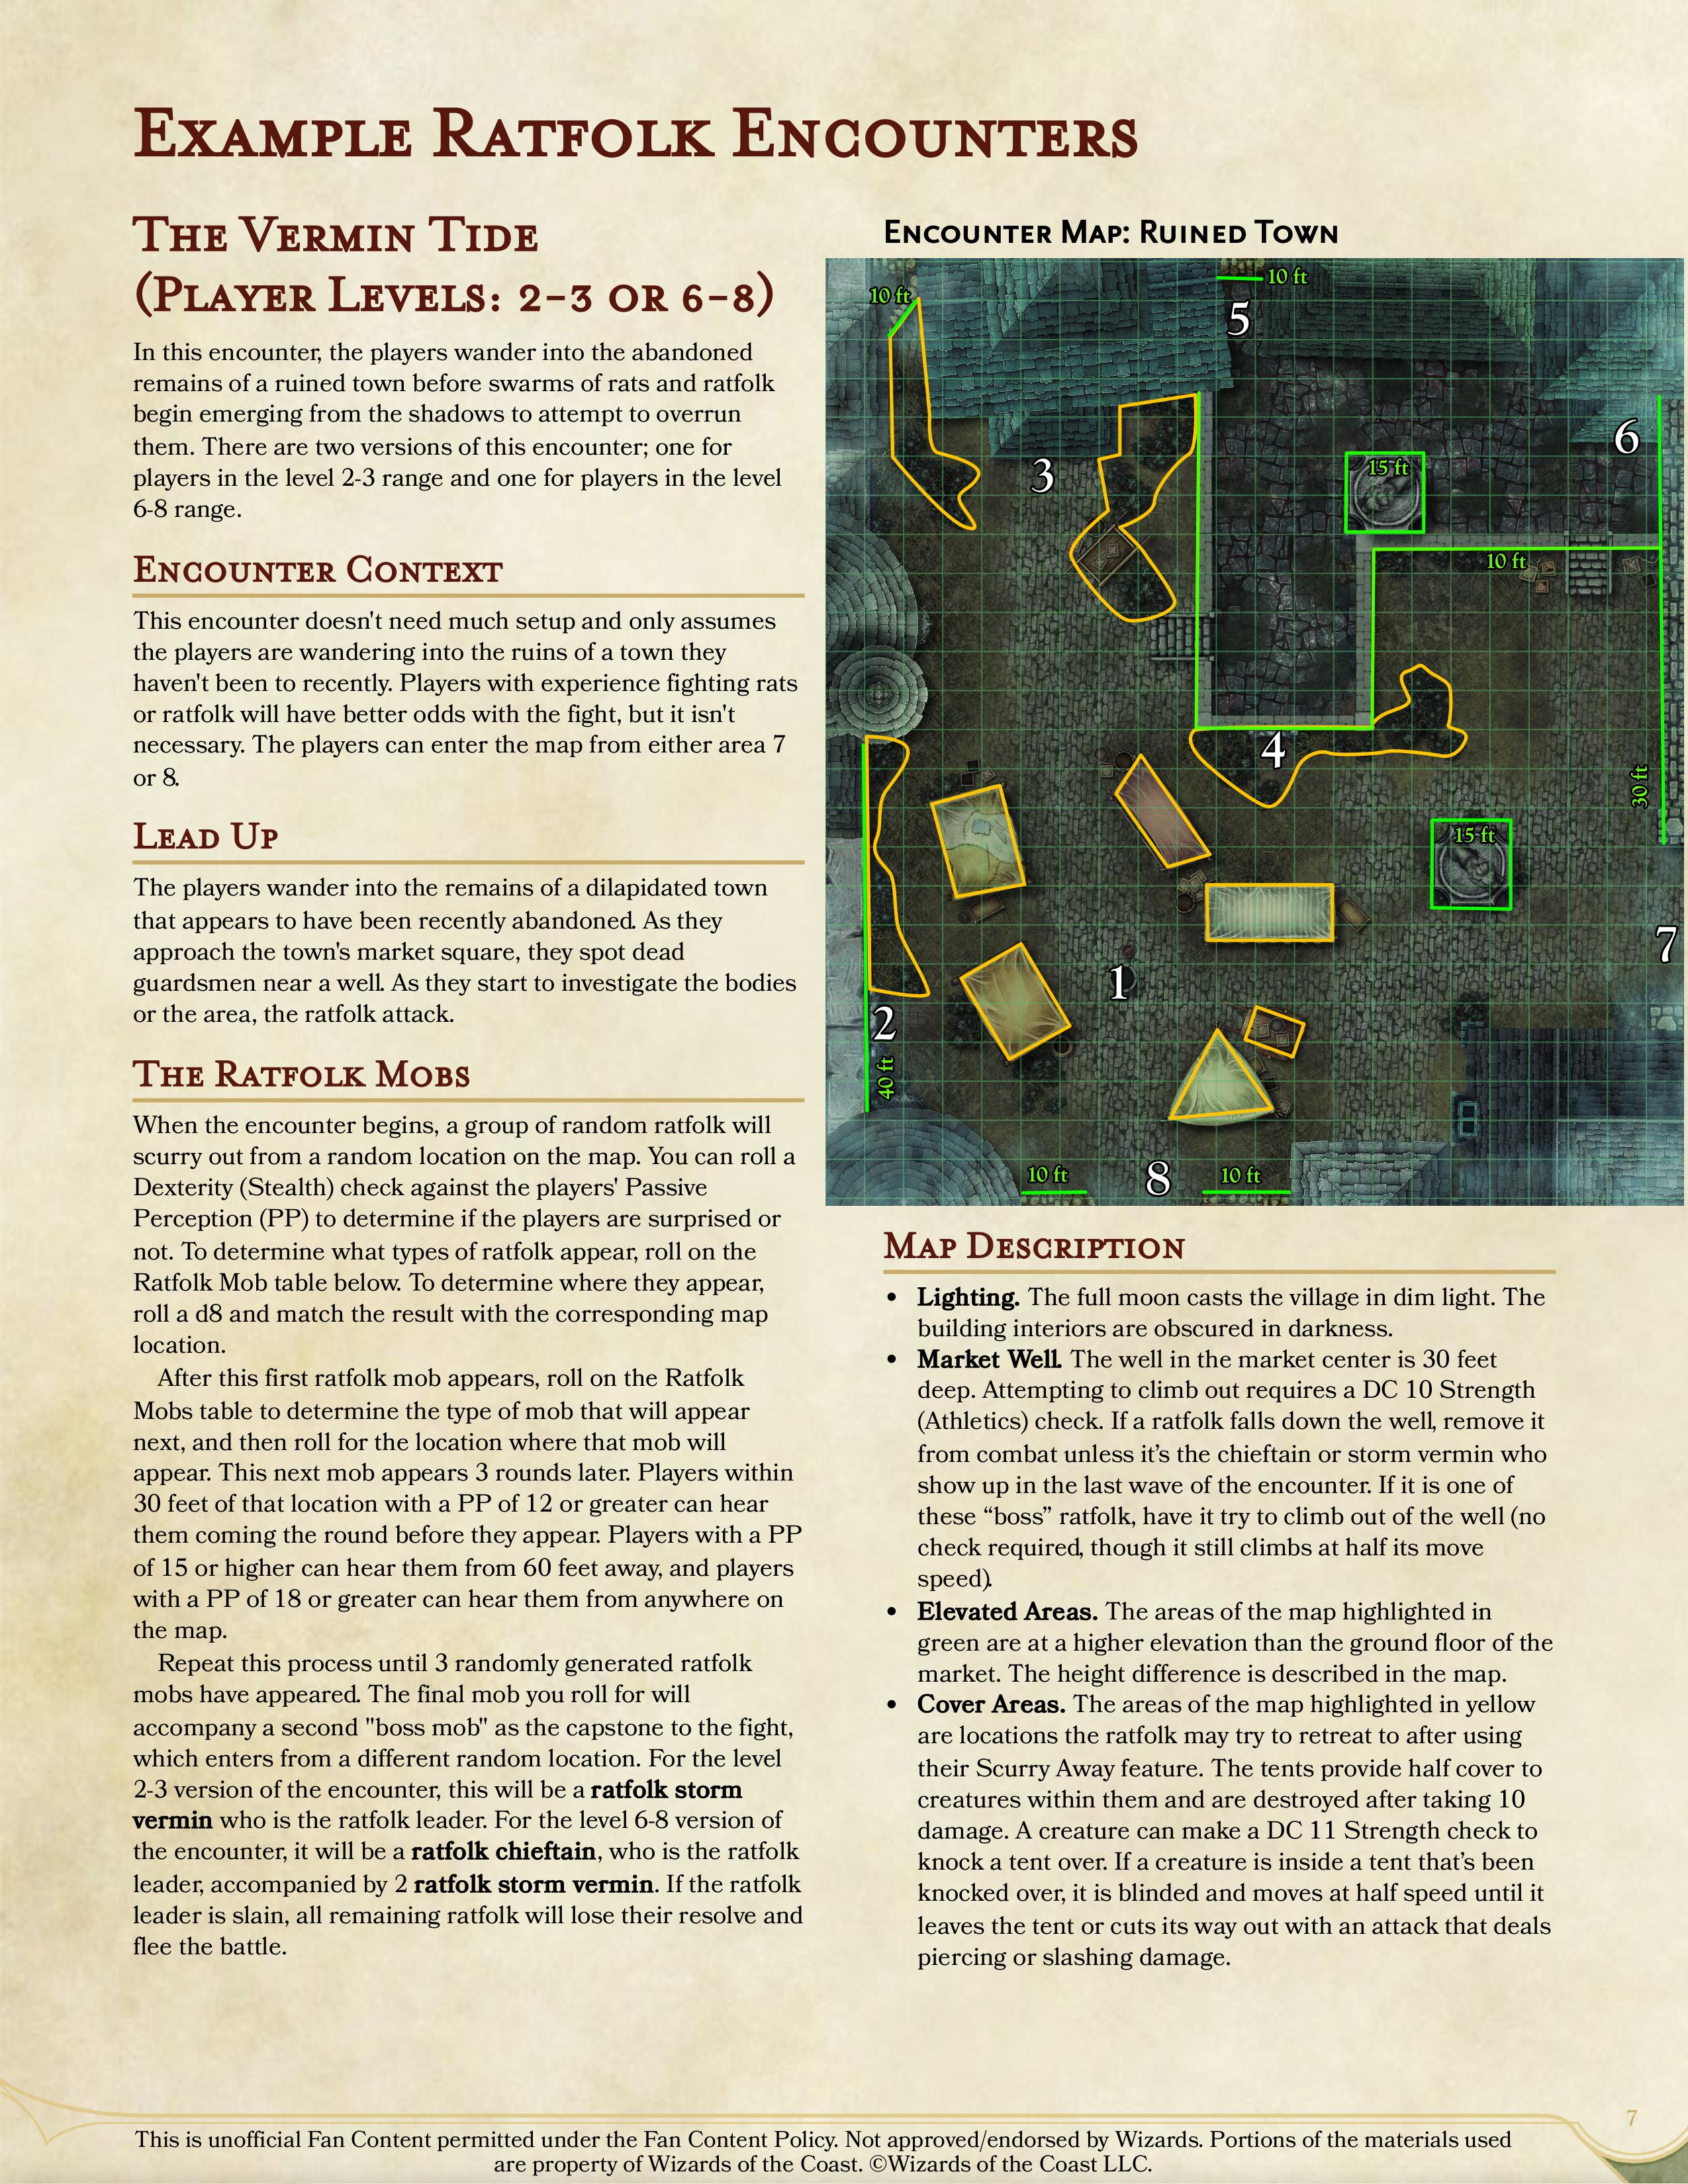 Example Ratfolk Encounters
The Vermin Tide
(Player Levels: 2-3 or 6-8)
In this encounter, the players wander into the abandoned
remains of a ruined town before swarms of rats and ratfolk
begin emerging from the shadows to attempt to overrun
them. There are two versions of this encounter; one for
players in the level 2-3 range and one for players in the level
6-8 range.
Encounter Context
This encounter doesn't need much setup and only assumes
the players are wandering into the ruins of a town they
haven't been to recently. Players with experience fighting rats
or ratfolk will have better odds with the fight, but it isn't
necessary. The players can enter the map from either area 7
or 8.
Lead Up
The players wander into the remains of a dilapidated town
that appears to have been recently abandoned. As they
approach the town's market square, they spot dead
guardsmen near a well. As they start to investigate the bodies
or the area, the ratfolk attack.
The Ratfolk Mobs
When the encounter begins, a group of random ratfolk will
scurry out from a random location on the map. You can roll a
Dexterity (Stealth) check against the players' Passive
Perception (PP) to determine if the players are surprised or
not. To determine what types of ratfolk appear, roll on the
Ratfolk Mob table below. To determine where they appear,
roll a d8 and match the result with the corresponding map
location.
After this first ratfolk mob appears, roll on the Ratfolk
Mobs table to determine the type of mob that will appear
next, and then roll for the location where that mob will
appear. This next mob appears 3 rounds later. Players within
30 feet of that location with a PP of 12 or greater can hear
them coming the round before they appear. Players with a PP
of 15 or higher can hear them from 60 feet away, and players
with a PP of 18 or greater can hear them from anywhere on
the map.
Repeat this process until 3 randomly generated ratfolk
mobs have appeared. The final mob you roll for will
accompany a second "boss mob" as the capstone to the fight,
which enters from a different random location. For the level
2-3 version of the encounter, this will be a ratfolk storm
vermin who is the ratfolk leader. For the level 6-8 version of
the encounter, it will be a ratfolk chieftain, who is the ratfolk
leader, accompanied by 2 ratfolk storm vermin. If the ratfolk
leader is slain, all remaining ratfolk will lose their resolve and
flee the battle.
Encounter Map: Ruined Town
10 ft
10 ft
5
6
15 ft
3
10 ft
4
30 ft
15 ft
7
1
2
40 ft
10 ft
8
10 ft
Map Description
• Lighting. The full moon casts the village in dim light. The
building interiors are obscured in darkness.
• Market Well. The well in the market center is 30 feet
deep. Attempting to climb out requires a DC 10 Strength
(Athletics) check. If a ratfolk falls down the well, remove it
from combat unless it’s the chieftain or storm vermin who
show up in the last wave of the encounter. If it is one of
these “boss” ratfolk, have it try to climb out of the well (no
check required, though it still climbs at half its move
speed).
• Elevated Areas. The areas of the map highlighted in
green are at a higher elevation than the ground floor of the
market. The height difference is described in the map.
• Cover Areas. The areas of the map highlighted in yellow
are locations the ratfolk may try to retreat to after using
their Scurry Away feature. The tents provide half cover to
creatures within them and are destroyed after taking 10
damage. A creature can make a DC 11 Strength check to
knock a tent over. If a creature is inside a tent that’s been
knocked over, it is blinded and moves at half speed until it
leaves the tent or cuts its way out with an attack that deals
piercing or slashing damage.
7
This is unofficial Fan Content permitted under the Fan Content Policy. Not approved/endorsed by Wizards. Portions of the materials used
are property of Wizards of the Coast. ©Wizards of the Coast LLC.